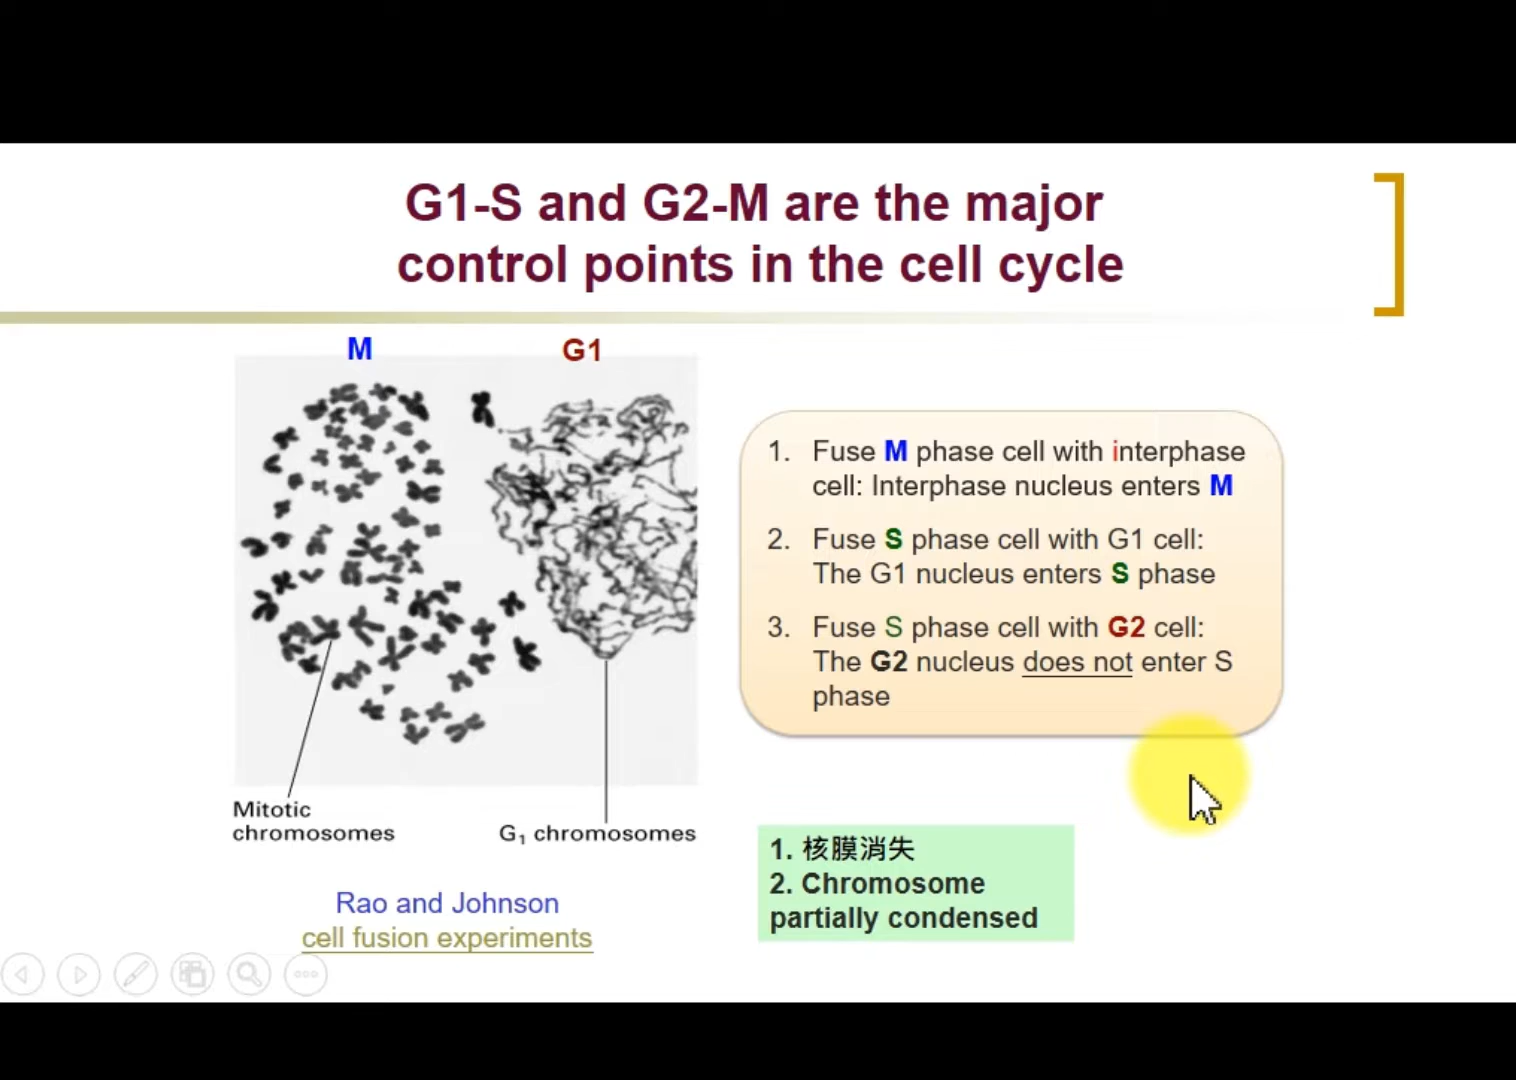 G1-S and G2-M are the major
control points in the cell cycle
M
G1
Mitotic
chromosomes
G₁ chromosomes
Rao and Johnson
cell fusion experiments
1. Fuse M phase cell with interphase
cell: Interphase nucleus enters M
2. Fuse S phase cell with G1 cell:
The G1 nucleus enters S phase
3. Fuse S phase cell with G2 cell:
The G2 nucleus does not enter S
phase
1. 核膜消失
2. Chromosome
partially condensed